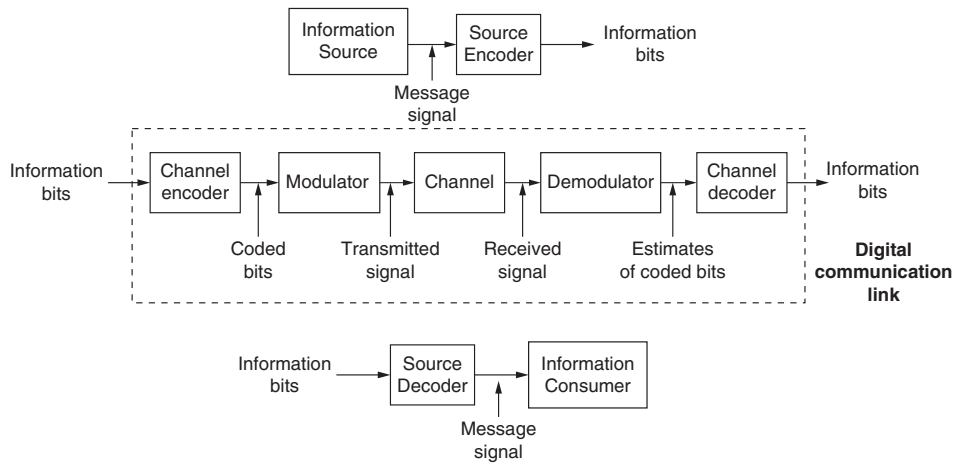 Information
Source
Source
Encoder
Information
bits
Message
signal
Information
bits
Channel
encoder
Modulator
Channel
Demodulator
Channel
decoder
Information
bits
Coded
bits
Transmitted
signal
Received
signal
Estimates
of coded bits
Digital
communication
link
Information
bits
Source
Decoder
Information
Consumer
Message
signal